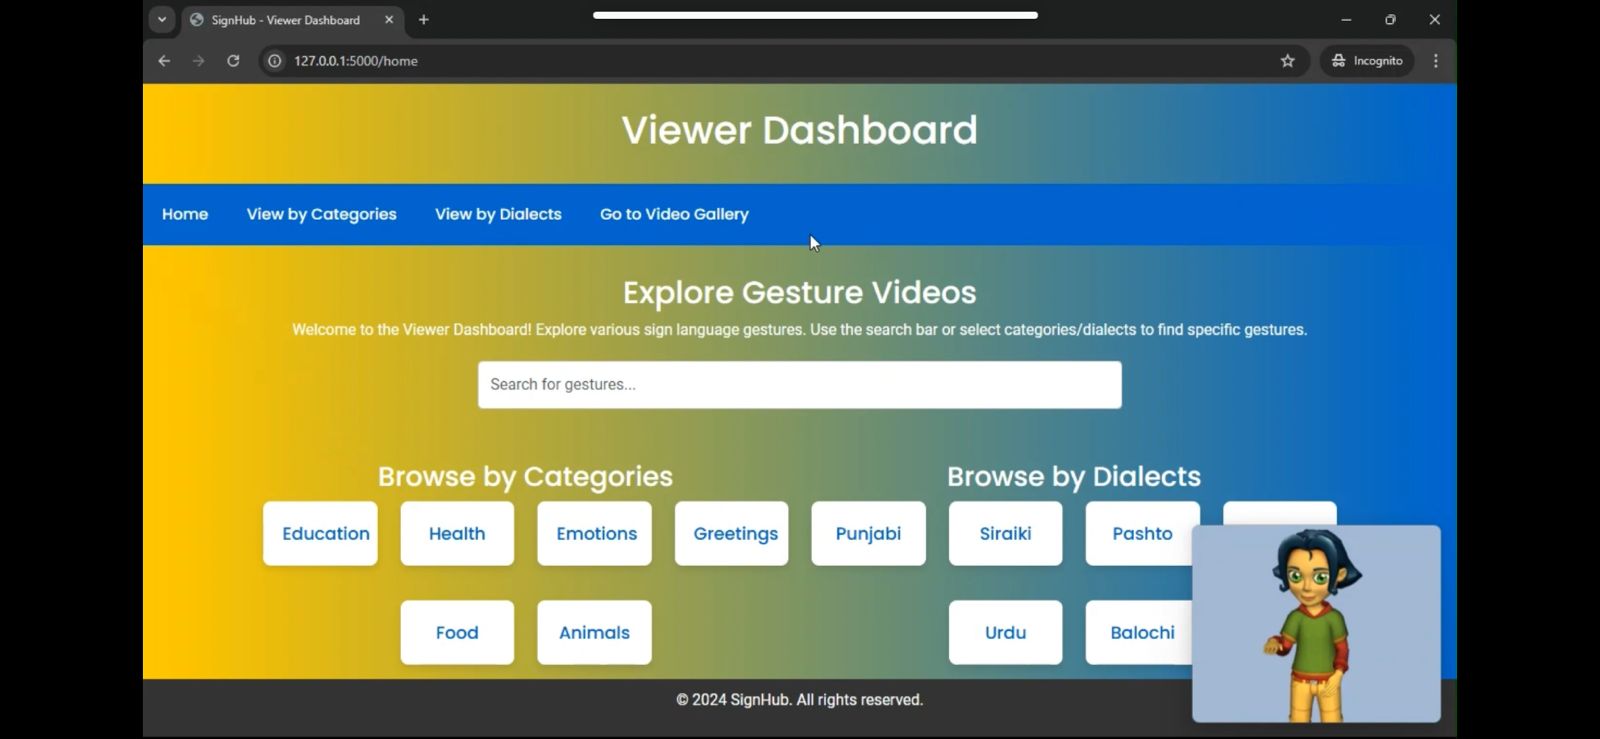 SignHub - Viewer Dashboard
127.0.0.1:5000/home
Incognito
Viewer Dashboard
Home View by Categories View by Dialects Go to Video Gallery
Explore Gesture Videos
Welcome to the Viewer Dashboard! Explore various sign language gestures. Use the search bar or select categories/dialects to find specific gestures.
Search for gestures...
Browse by Categories Browse by Dialects
Education Health Emotions Greetings Punjabi Siraiki Pashto
Food Animals Urdu Balochi
© 2024 SignHub. All rights reserved.